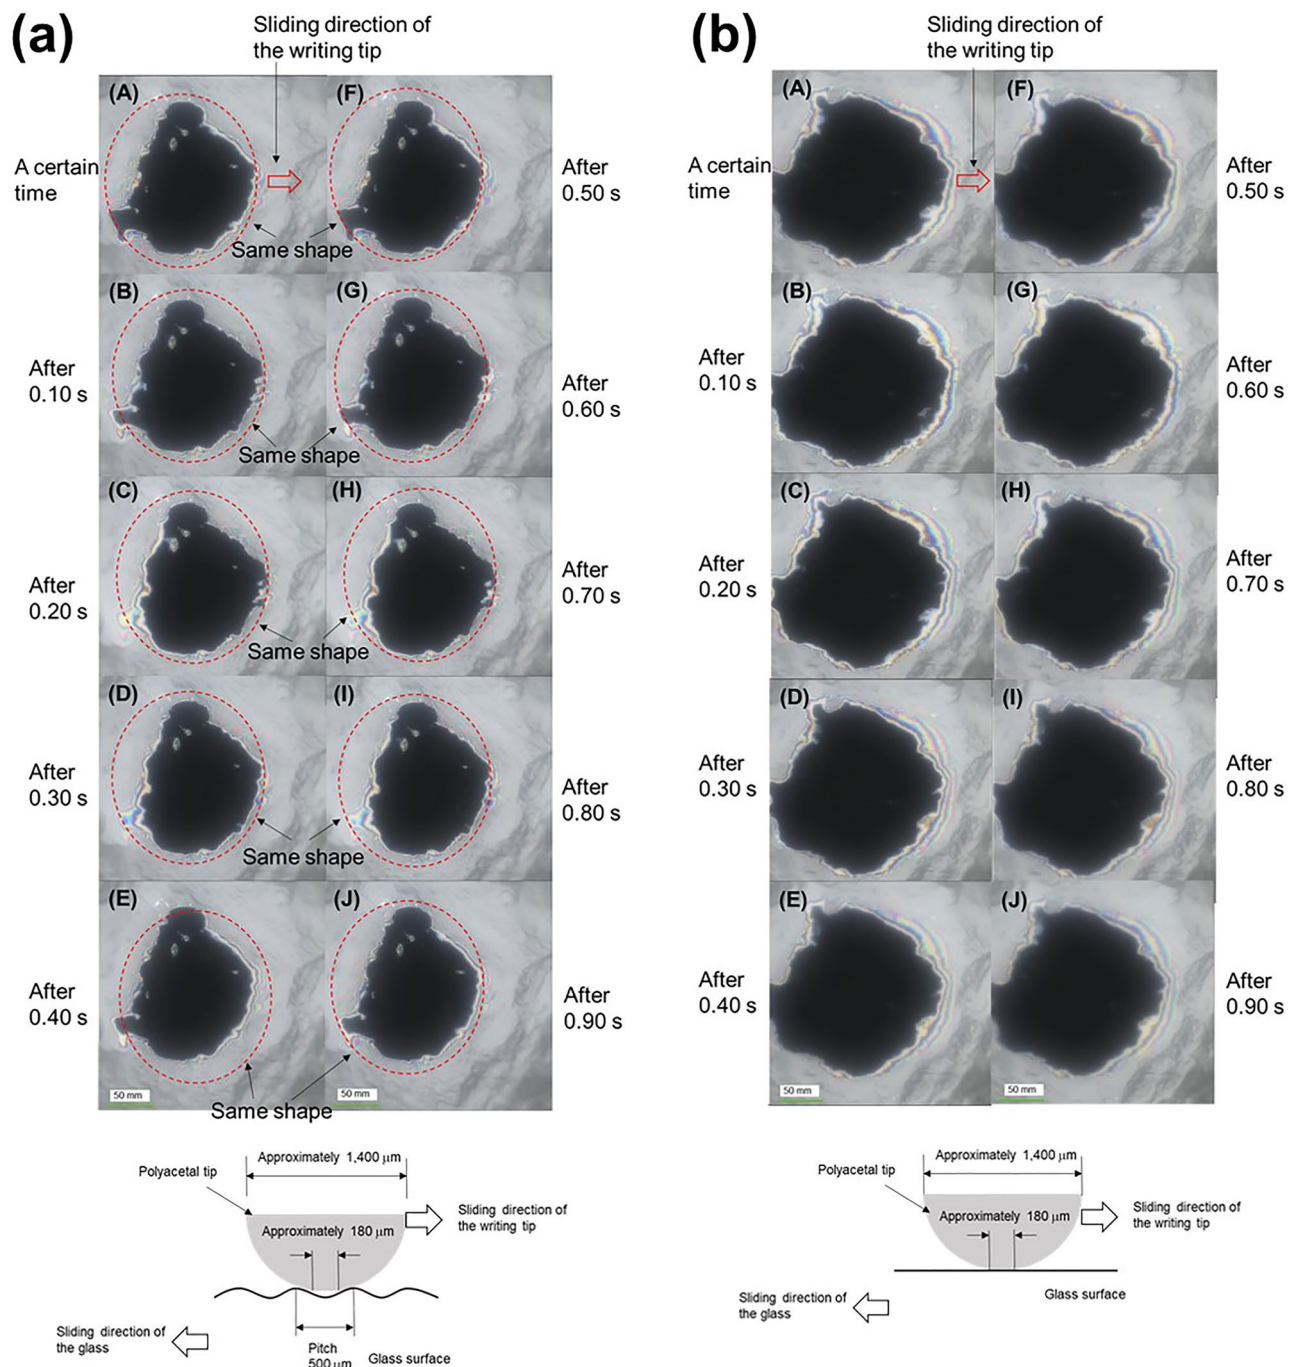 (a)
Sliding direction of
the writing tip
(A)
(F)
A certain
time
After
0.50 s
Same shape
(B)
(G)
After
0.10 s
After
0.60 s
Same shape
(C)
(H)
After
0.20 s
After
0.70 s
Same shape
(D)
(I)
After
0.30 s
After
0.80 s
Same shape
(E)
(J)
After
0.40 s
After
0.90 s
50 mm
50 mm
Same shape
Approximately 1,400 μm
Polyacetal tip
Approximately 180 μm
Sliding direction of
the writing tip
Sliding direction of
the glass
Pitch
500 μm
Glass surface
(b)
Sliding direction of
the writing tip
(A)
(F)
A certain
time
After
0.50 s
(B)
(G)
After
0.10 s
After
0.60 s
(C)
(H)
After
0.20 s
After
0.70 s
(D)
(I)
After
0.30 s
After
0.80 s
(E)
(J)
After
0.40 s
After
0.90 s
50 mm
50 mm
Approximately 1,400 μm
Polyacetal tip
Approximately 180 μm
Sliding direction of
the writing tip
Glass surface
Sliding direction of
the glass